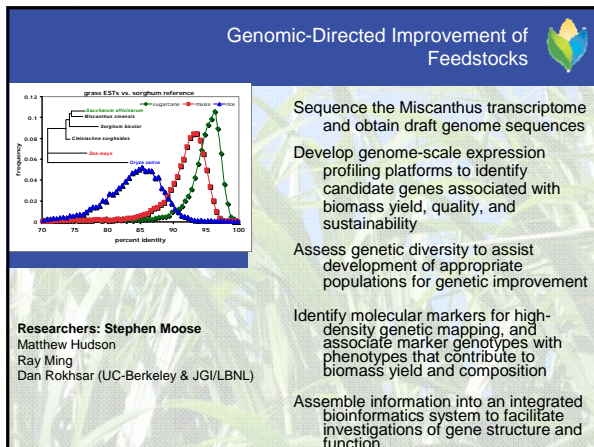 Genomic-Directed Improvement of
Feedstocks
grass ESTs vs. sorghum reference
sugarcane maize rice
Saccharum officinarum
Miscanthus sinensis
Sorghum bicolor
Cleistachne sorghoides
Zea mays
Oryza sativa
frequency
0.12
0.1
0.08
0.06
0.04
0.02
0
70 75 80 85 90 95 100
percent identity
Researchers: Stephen Moose
Matthew Hudson
Ray Ming
Dan Rokhsar (UC-Berkeley & JGI/LBNL)
Sequence the Miscanthus transcriptome
and obtain draft genome sequences
Develop genome-scale expression
profiling platforms to identify
candidate genes associated with
biomass yield, quality, and
sustainability
Assess genetic diversity to assist
development of appropriate
populations for genetic improvement
Identify molecular markers for high-
density genetic mapping, and
associate marker genotypes with
phenotypes that contribute to
biomass yield and composition
Assemble information into an integrated
bioinformatics system to facilitate
investigations of gene structure and
function